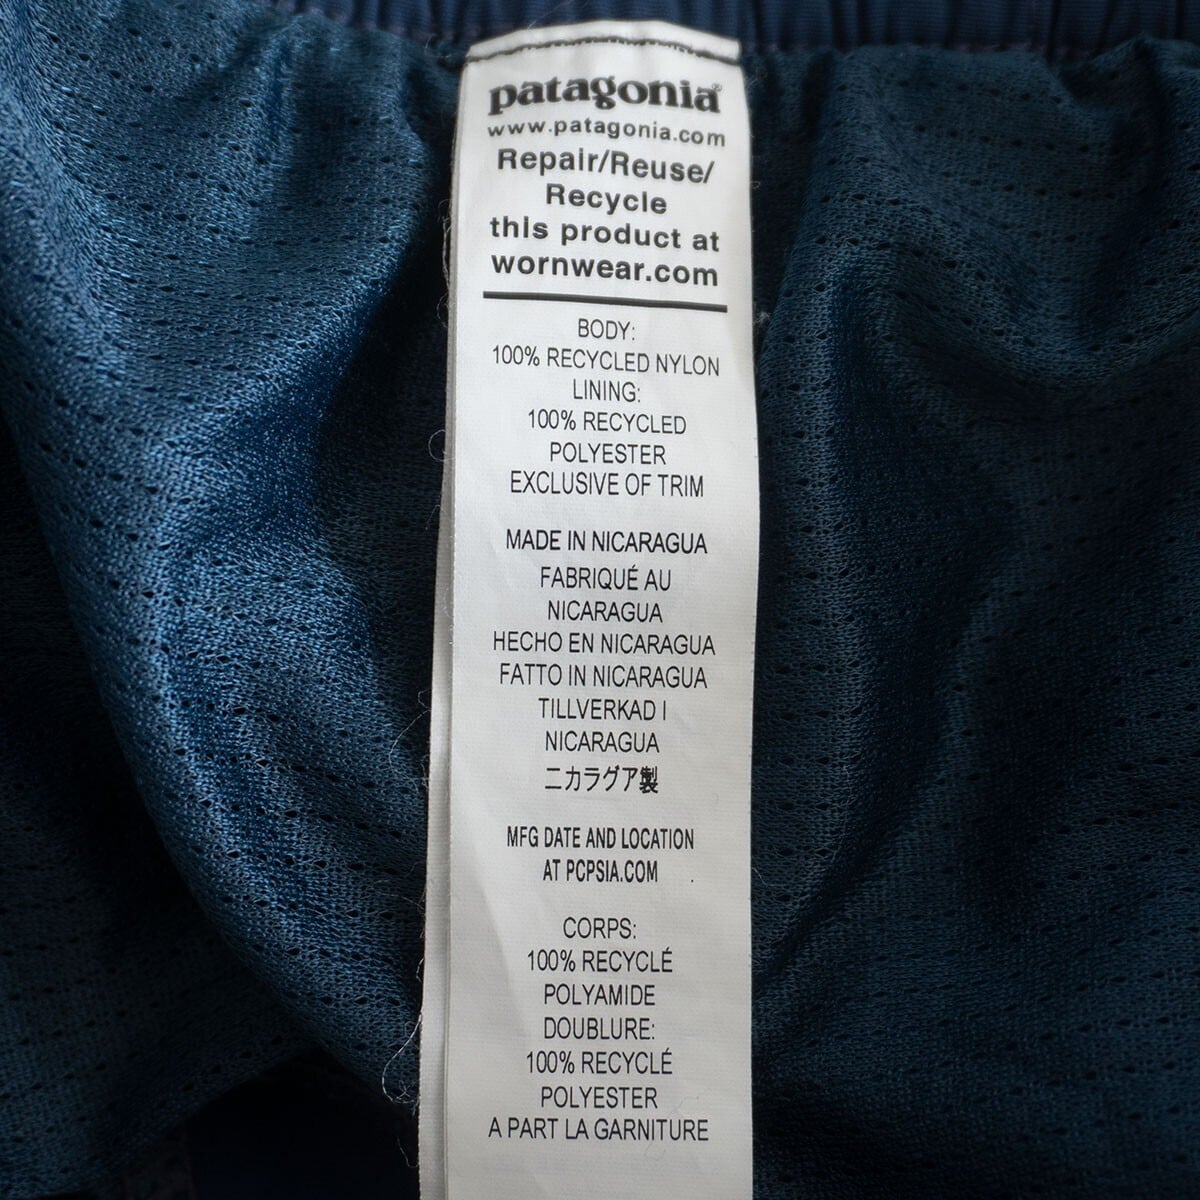 patagonia®
www.patagonia.com
Repair/Reuse/
Recycle
this product at
wornwear.com
BODY:
100% RECYCLED NYLON
LINING:
100% RECYCLED
POLYESTER
EXCLUSIVE OF TRIM
MADE IN NICARAGUA
FABRIQUÉ AU
NICARAGUA
HECHO EN NICARAGUA
FATTO IN NICARAGUA
TILLVERKAD I
NICARAGUA
ニカラグア製
MFG DATE AND LOCATION
AT PCPSIA.COM
CORPS:
100% RECYCLÉ
POLYAMIDE
DOUBLURE:
100% RECYCLÉ
POLYESTER
A PART LA GARNITURE